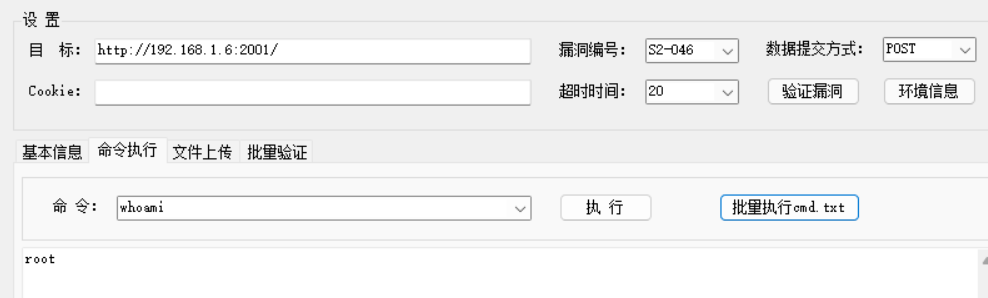 设 置
目 标: http://192.168.1.6:2001/ 漏洞编号: S2-046 数据提交方式: POST
Cookie: 超时时间: 20 验证漏洞 环境信息
基本信息 命令执行 文件上传 批量验证
命 令: whoami 执 行 批量执行cmd.txt
root